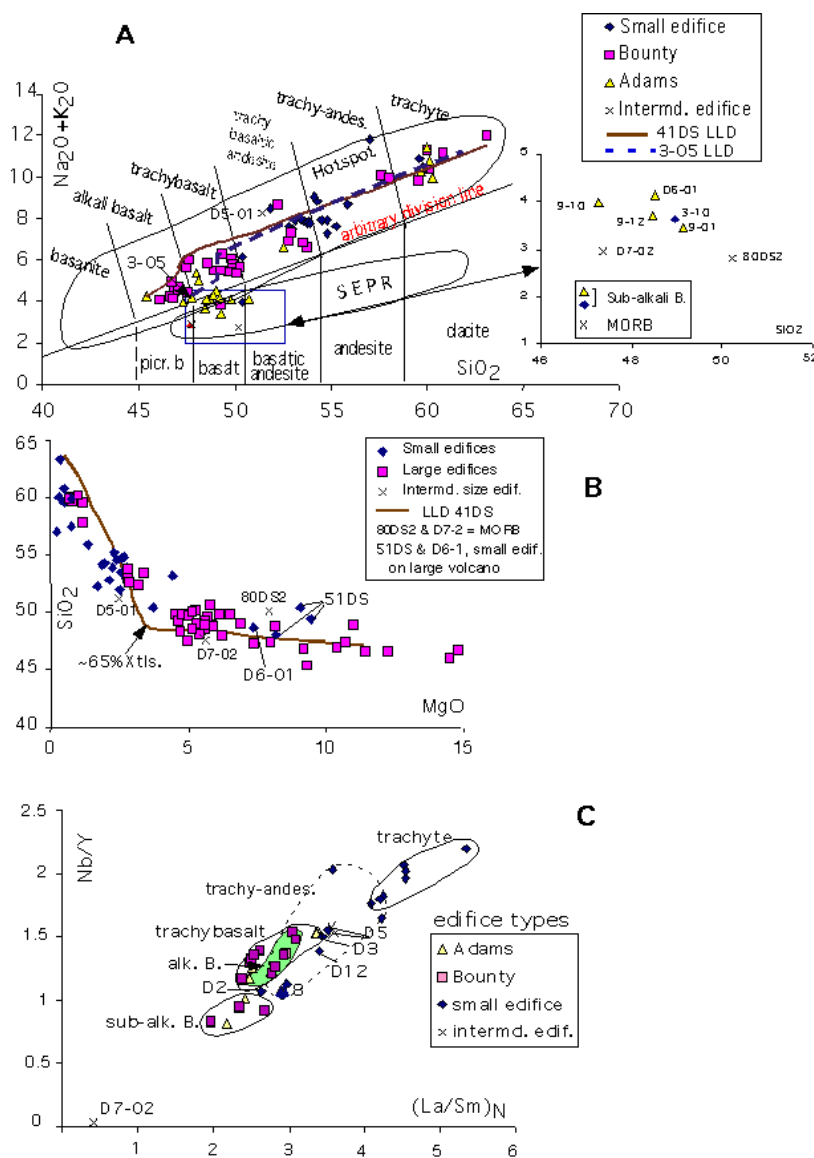 A
Small edifice
Bounty
Adams
Intermd. edifice
41DS LLD
3-05 LLD
Na2O+K2O
14
12
10
8
6
4
2
0
trachyte
trachy-andes.
trachy
basaltic
andesite
trachybasalt
alkali basalt
basanite
Hotspot
D5-01
3-05
arbitrary division line
SEPR
picr. b
basalt
basaltic
andesite
andesite
dacite
SiO2
40
45
50
55
60
65
70
5
4
3
2
1
9-10
D6-01
9-12
3-10
9-01
D7-02
80DS2
Sub-alkali B.
MORB
SIO2
46
48
50
52
B
Small edifices
Large edifices
Intermd. size edif.
LLD 41DS
80DS2 & D7-2 = MORB
51DS & D6-1, small edif.
on large volcano
65
60
55
50
45
40
SiO2
D6-01
80DS2
51DS
~65%Xtls.
D7-02
D6-01
MgO
0
5
10
15
C
Nb/Y
2.5
2
1.5
1
0.5
0
trachyte
trachy-andes.
trachybasalt
alk. B.
D2
8
sub-alk. B.
D5
D3
D12
D7-02
(La/Sm)N
1
2
3
4
5
6
edifice types
Adams
Bounty
small edifice
intermd. edif.